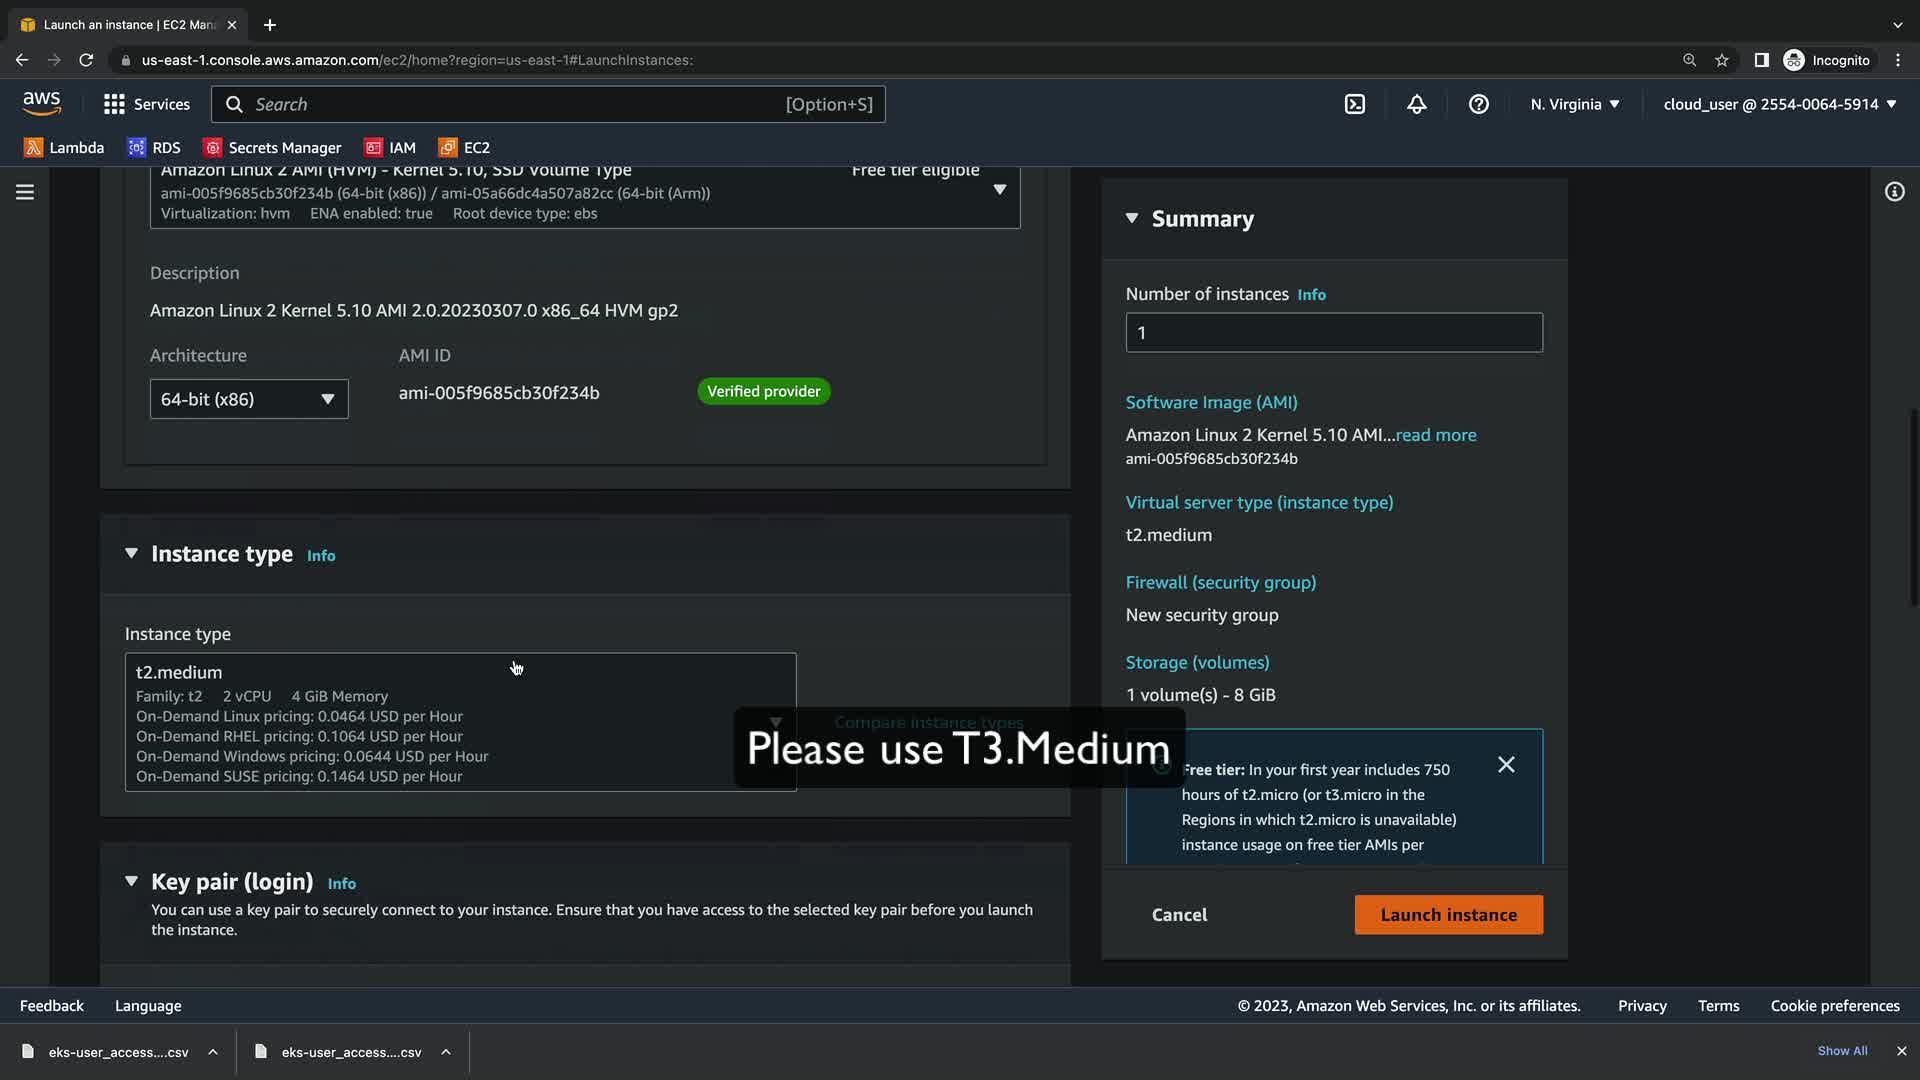 Launch an instance | EC2 Man
us-east-1.console.aws.amazon.com/ec2/home?region=us-east-1#LaunchInstances:
Incognito
aws
Services
Search
[Option+S]
N. Virginia
cloud_user @ 2554-0064-5914
Lambda
RDS
Secrets Manager
IAM
EC2
Amazon Linux 2 AMI (HVM) - Kernel 5.10, SSD Volume Type
Free tier eligible
ami-005f9685cb30f234b (64-bit (x86)) / ami-05a66dc4a507a82cc (64-bit (Arm))
Virtualization: hvm ENA enabled: true Root device type: ebs
Description
Amazon Linux 2 Kernel 5.10 AMI 2.0.20230307.0 x86_64 HVM gp2
Architecture
AMI ID
64-bit (x86)
ami-005f9685cb30f234b
Verified provider
Instance type Info
Instance type
t2.medium
Family: t2 2 vCPU 4 GiB Memory
On-Demand Linux pricing: 0.0464 USD per Hour
On-Demand RHEL pricing: 0.1064 USD per Hour
On-Demand Windows pricing: 0.0644 USD per Hour
On-Demand SUSE pricing: 0.1464 USD per Hour
Compare instance types
Please use T3.Medium
Key pair (login) Info
You can use a key pair to securely connect to your instance. Ensure that you have access to the selected key pair before you launch
the instance.
Summary
Number of instances Info
1
Software Image (AMI)
Amazon Linux 2 Kernel 5.10 AMI...read more
ami-005f9685cb30f234b
Virtual server type (instance type)
t2.medium
Firewall (security group)
New security group
Storage (volumes)
1 volume(s) - 8 GiB
Free tier: In your first year includes 750
hours of t2.micro (or t3.micro in the
Regions in which t2.micro is unavailable)
instance usage on free tier AMIs per
Cancel
Launch instance
Feedback
Language
© 2023, Amazon Web Services, Inc. or its affiliates.
Privacy
Terms
Cookie preferences
eks-user_access....csv
eks-user_access....csv
Show All